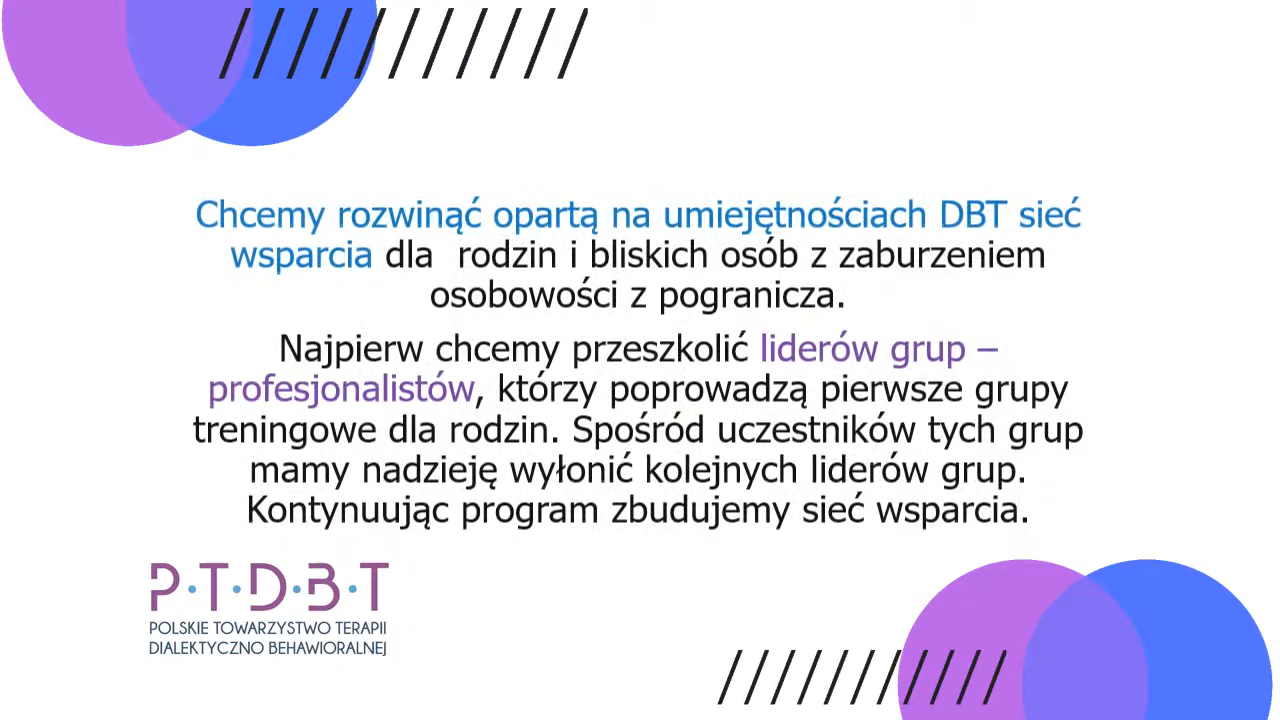 Chcemy rozwinąć opartą na umiejętnościach DBT sieć
wsparcia dla  rodzin i bliskich osób z zaburzeniem
osobowości z pogranicza.
Najpierw chcemy przeszkolić liderów grup –
profesjonalistów, którzy poprowadzą pierwsze grupy
treningowe dla rodzin. Spośród uczestników tych grup
mamy nadzieję wyłonić kolejnych liderów grup.
Kontynuując program zbudujemy sieć wsparcia.
P·T·D·B·T
POLSKIE TOWARZYSTWO TERAPII
DIALEKTYCZNO BEHAWIORALNEJ